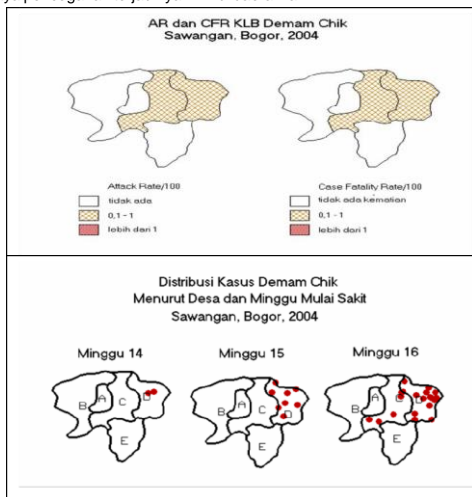 AR dan CFR KLB Demam Chik
Sawangan, Bogor, 2004
Attack Rate/100
tidak ada
0,1 - 1
lebih dari 1
Case Fatality Rate/100
tidak ada kematian
0,1 - 1
lebih dari 1
Distribusi Kasus Demam Chik
Menurut Desa dan Minggu Mulai Sakit
Sawangan, Bogor, 2004
Minggu 14
Minggu 15
Minggu 16
A
B
C
D
E
A
B
C
D
E
A
B
E